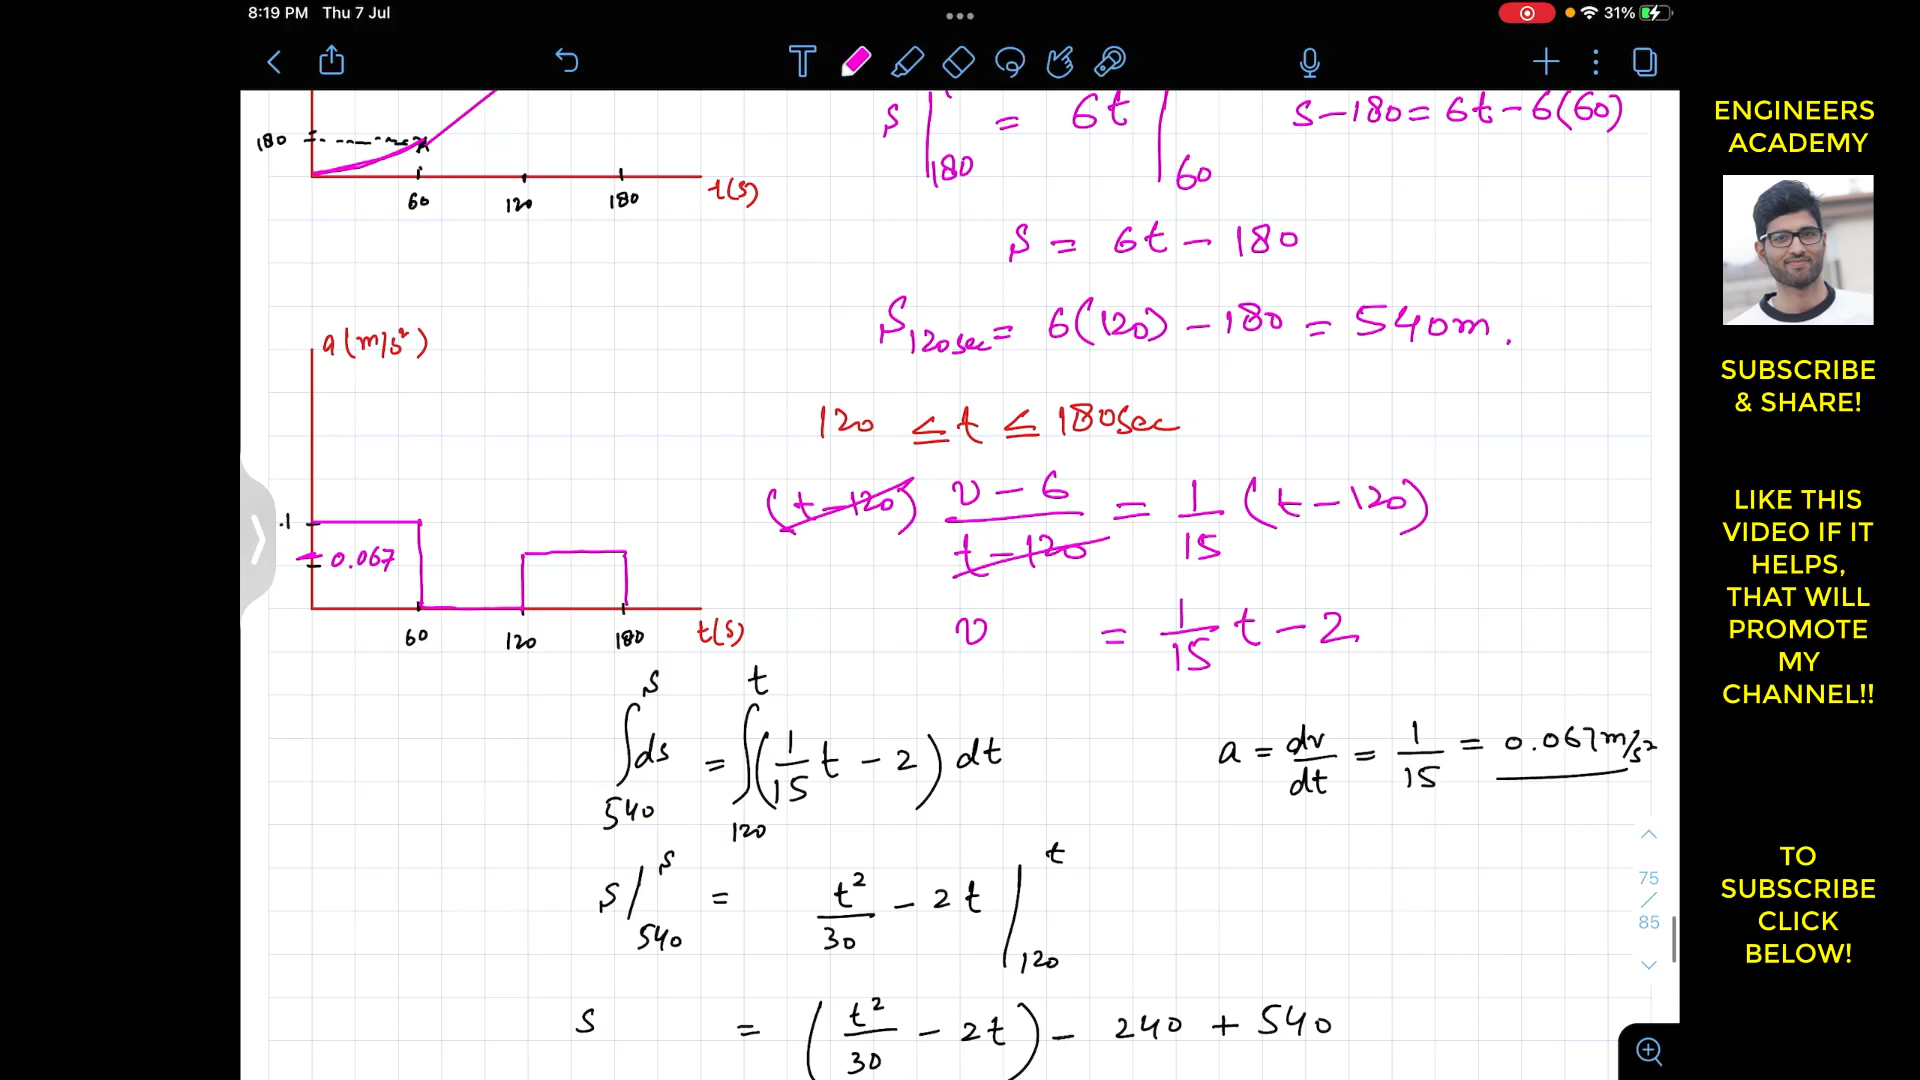 8:19 PM Thu 7 Jul
31%
180
60
120
180
t(s)
s | 180 = 6t | 60
s-180 = 6t-6(60)
s = 6t - 180
S120sec = 6(120) - 180 = 540m.
a (m/s²)
.1
0.067
60
120
180
t(s)
120 ≤ t ≤ 180sec
(t-120) v-6 / t-120 = 1/15 (t-120)
v = 1/15 t - 2
∫ 540 s ds = ∫ 120 t (1/15 t - 2) dt
a = dv/dt = 1/15 = 0.067m/s²
s | 540 s = t²/30 - 2t | 120 t
s = (t²/30 - 2t) - 240 + 540
75
/
85
ENGINEERS
ACADEMY
SUBSCRIBE
& SHARE!
LIKE THIS
VIDEO IF IT
HELPS,
THAT WILL
PROMOTE
MY
CHANNEL!!
TO
SUBSCRIBE
CLICK
BELOW!